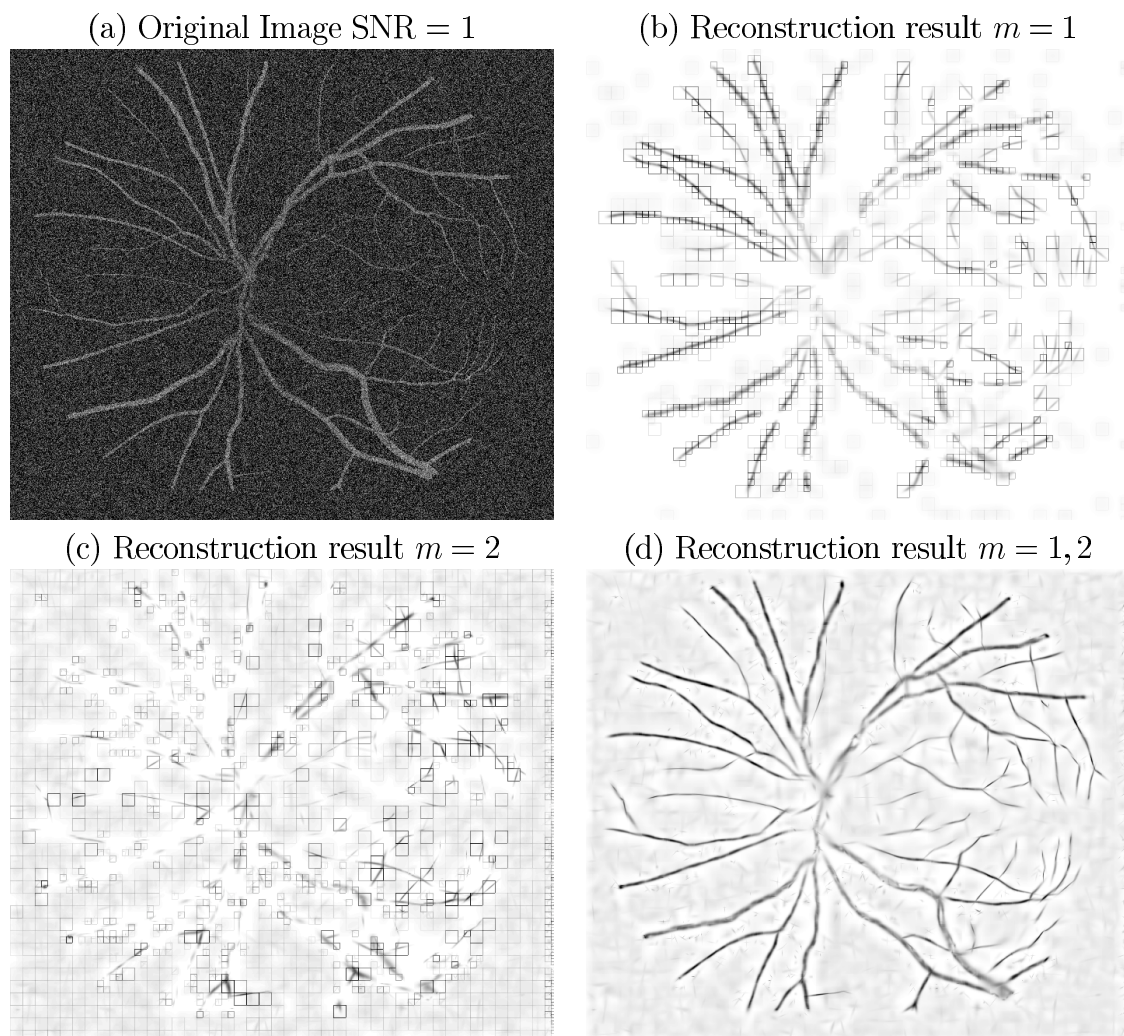 (a) Original Image SNR = 1
(b) Reconstruction result m = 1
(c) Reconstruction result m = 2
(d) Reconstruction result m = 1, 2